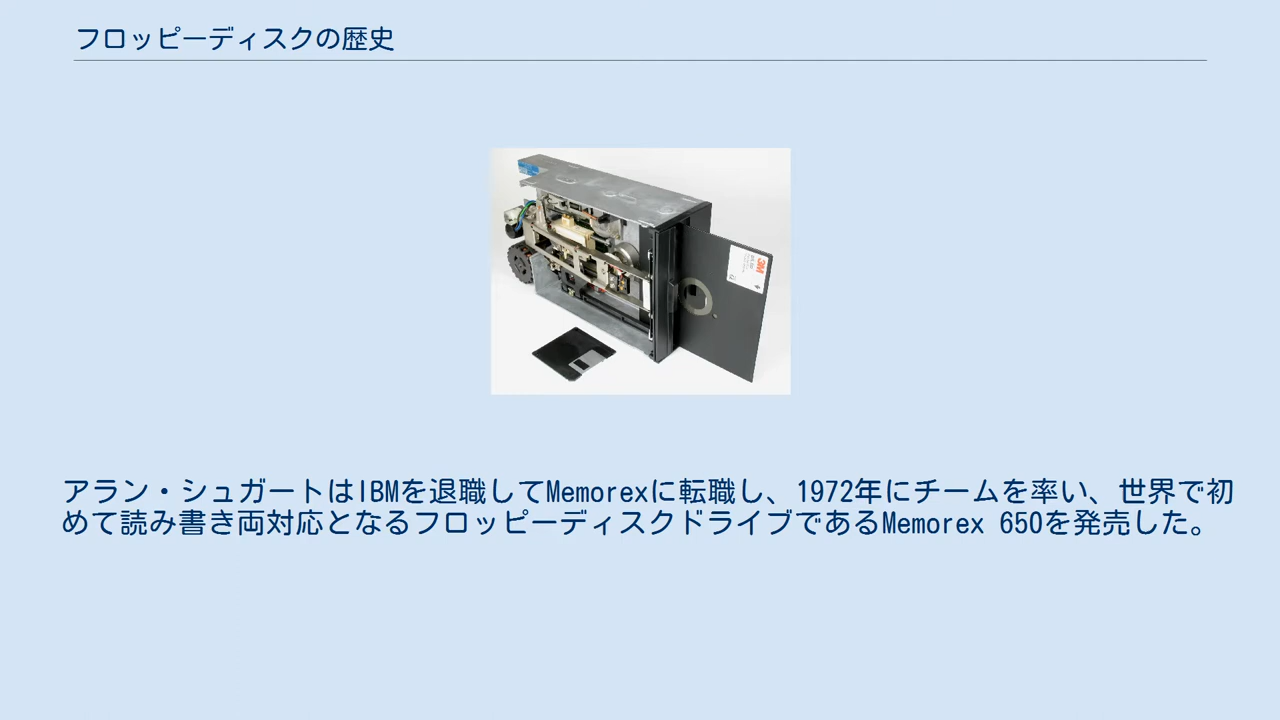 フロッピーディスクの歴史
3M
アラン・シュガートはIBMを退職してMemorexに転職し、1972年にチームを率い、世界で初
めて読み書き両対応となるフロッピーディスクドライブであるMemorex 650を発売した。